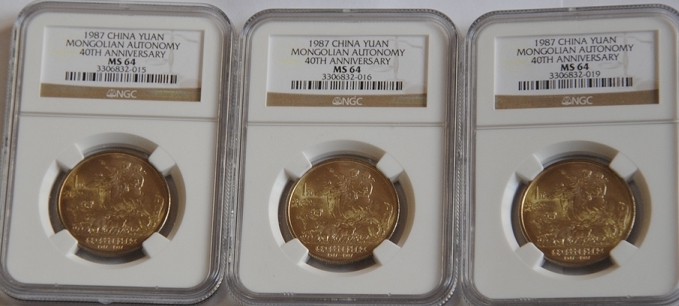 1987 CHINA YUAN
MONGOLIAN AUTONOMY
40TH ANNIVERSARY
MS 64
3306832-015
NGC
1987 CHINA YUAN
MONGOLIAN AUTONOMY
40TH ANNIVERSARY
MS 64
3306832-016
NGC
1987 CHINA YUAN
MONGOLIAN AUTONOMY
40TH ANNIVERSARY
MS 64
3306832-019
NGC